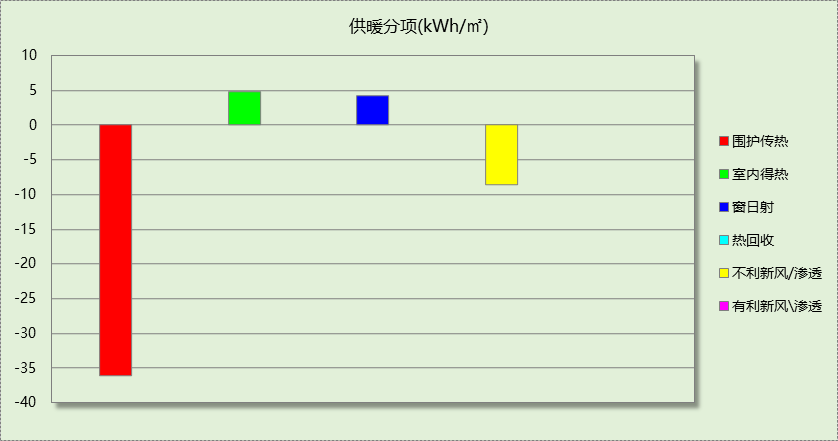 供暖分项(kWh/㎡)
10
5
0
-5
-10
-15
-20
-25
-30
-35
-40
围护传热
室内得热
窗日射
热回收
不利新风/渗透
有利新风\渗透